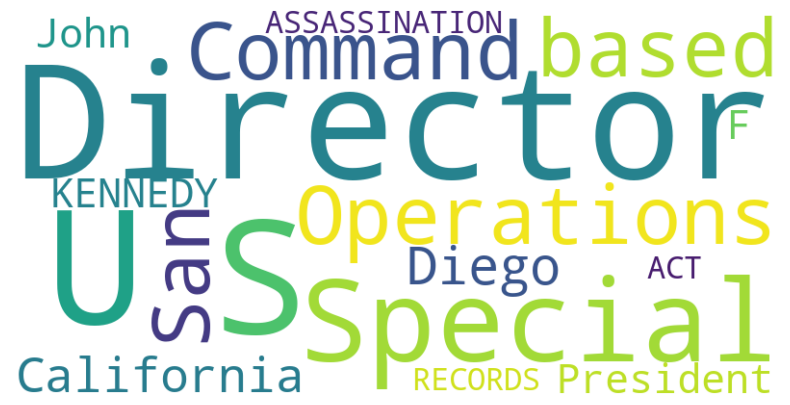 John ASSASSINATION
Command based
Director
F
KENNEDY
U San S Operations
Diego ACT
Special
California RECORDS President